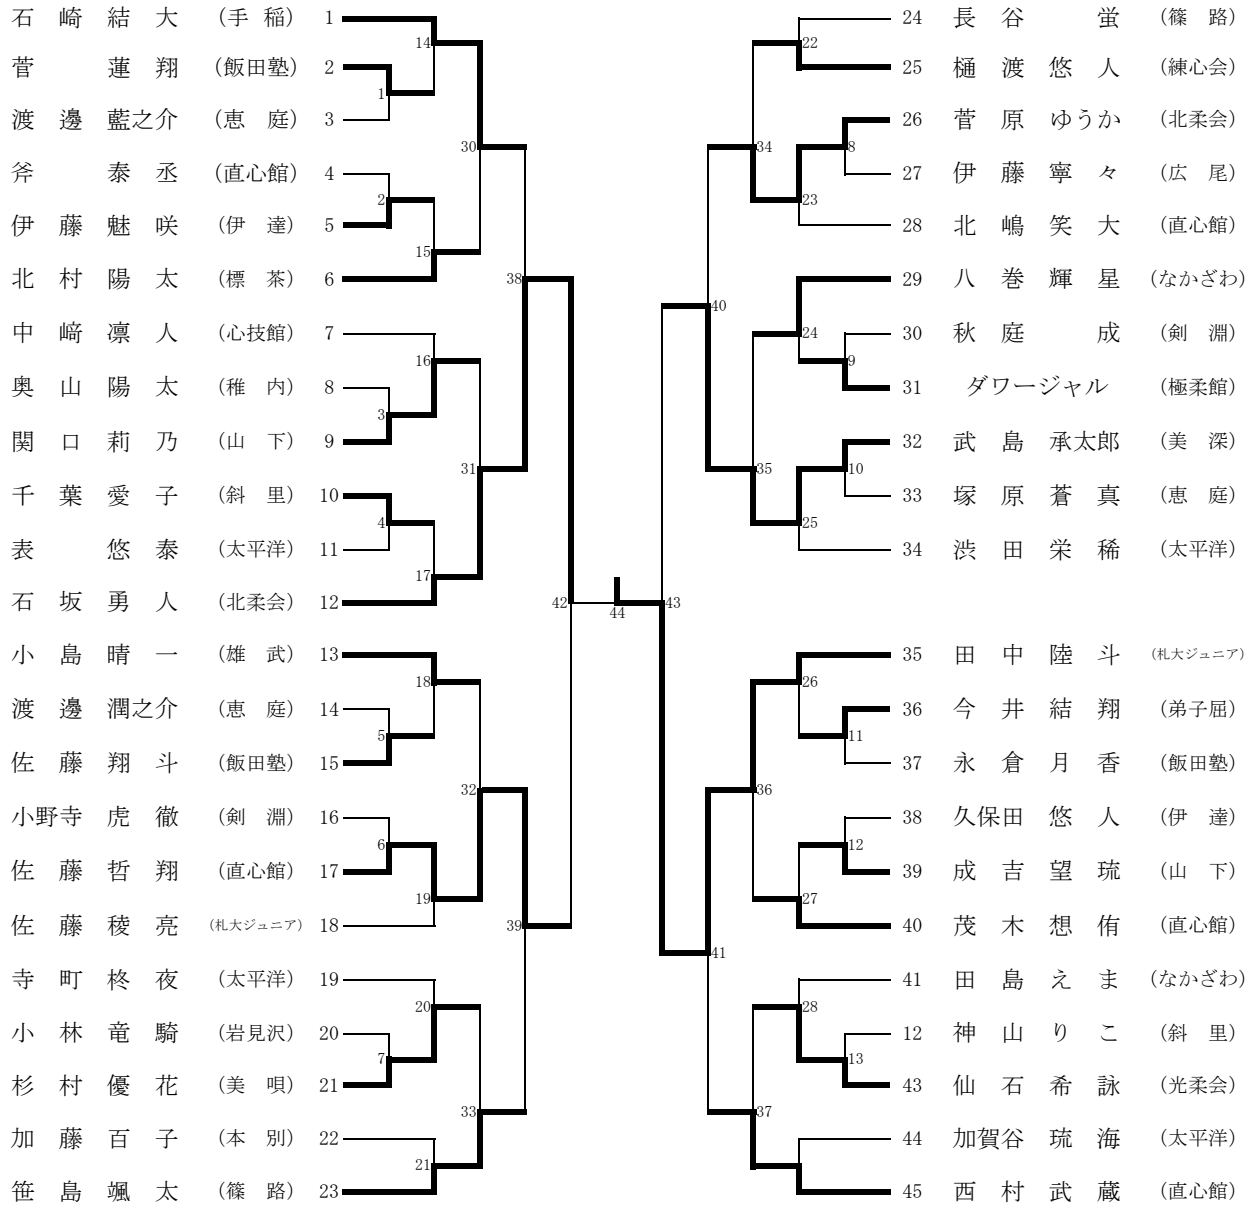 石崎結大 (手稲) 1
菅蓮翔 (飯田塾) 2
渡邊藍之介 (恵庭) 3
斧泰丞 (直心館) 4
伊藤魅咲 (伊達) 5
北村陽太 (標茶) 6
中﨑凛人 (心技館) 7
奥山陽太 (稚内) 8
関口莉乃 (山下) 9
千葉愛子 (斜里) 10
表悠泰 (太平洋) 11
石坂勇人 (北柔会) 12
小島晴一 (雄武) 13
渡邊潤之介 (恵庭) 14
佐藤翔斗 (飯田塾) 15
小野寺虎徹 (剣淵) 16
佐藤哲翔 (直心館) 17
佐藤稜亮 (札大ジュニア) 18
寺町柊夜 (太平洋) 19
小林竜騎 (岩見沢) 20
杉村優花 (美唄) 21
加藤百子 (本別) 22
笹島颯太 (篠路) 23
1
2
3
4
5
6
7
14
15
16
17
18
19
20
21
30
31
32
33
38
39
42
44
43
40
41
34
35
36
37
22
23
24
25
26
27
28
8
9
10
11
12
13
24 長谷蛍 (篠路)
25 樋渡悠人 (練心会)
26 菅原ゆうか (北柔会)
27 伊藤寧々 (広尾)
28 北嶋笑大 (直心館)
29 八巻輝星 (なかざわ)
30 秋庭成 (剣淵)
31 ダワージャル (極柔館)
32 武島承太郎 (美深)
33 塚原蒼真 (恵庭)
34 渋田栄稀 (太平洋)
35 田中陸斗 (札大ジュニア)
36 今井結翔 (弟子屈)
37 永倉月香 (飯田塾)
38 久保田悠人 (伊達)
39 成吉望琉 (山下)
40 茂木想侑 (直心館)
41 田島えま (なかざわ)
12 神山りこ (斜里)
43 仙石希詠 (光柔会)
44 加賀谷琉海 (太平洋)
45 西村武蔵 (直心館)